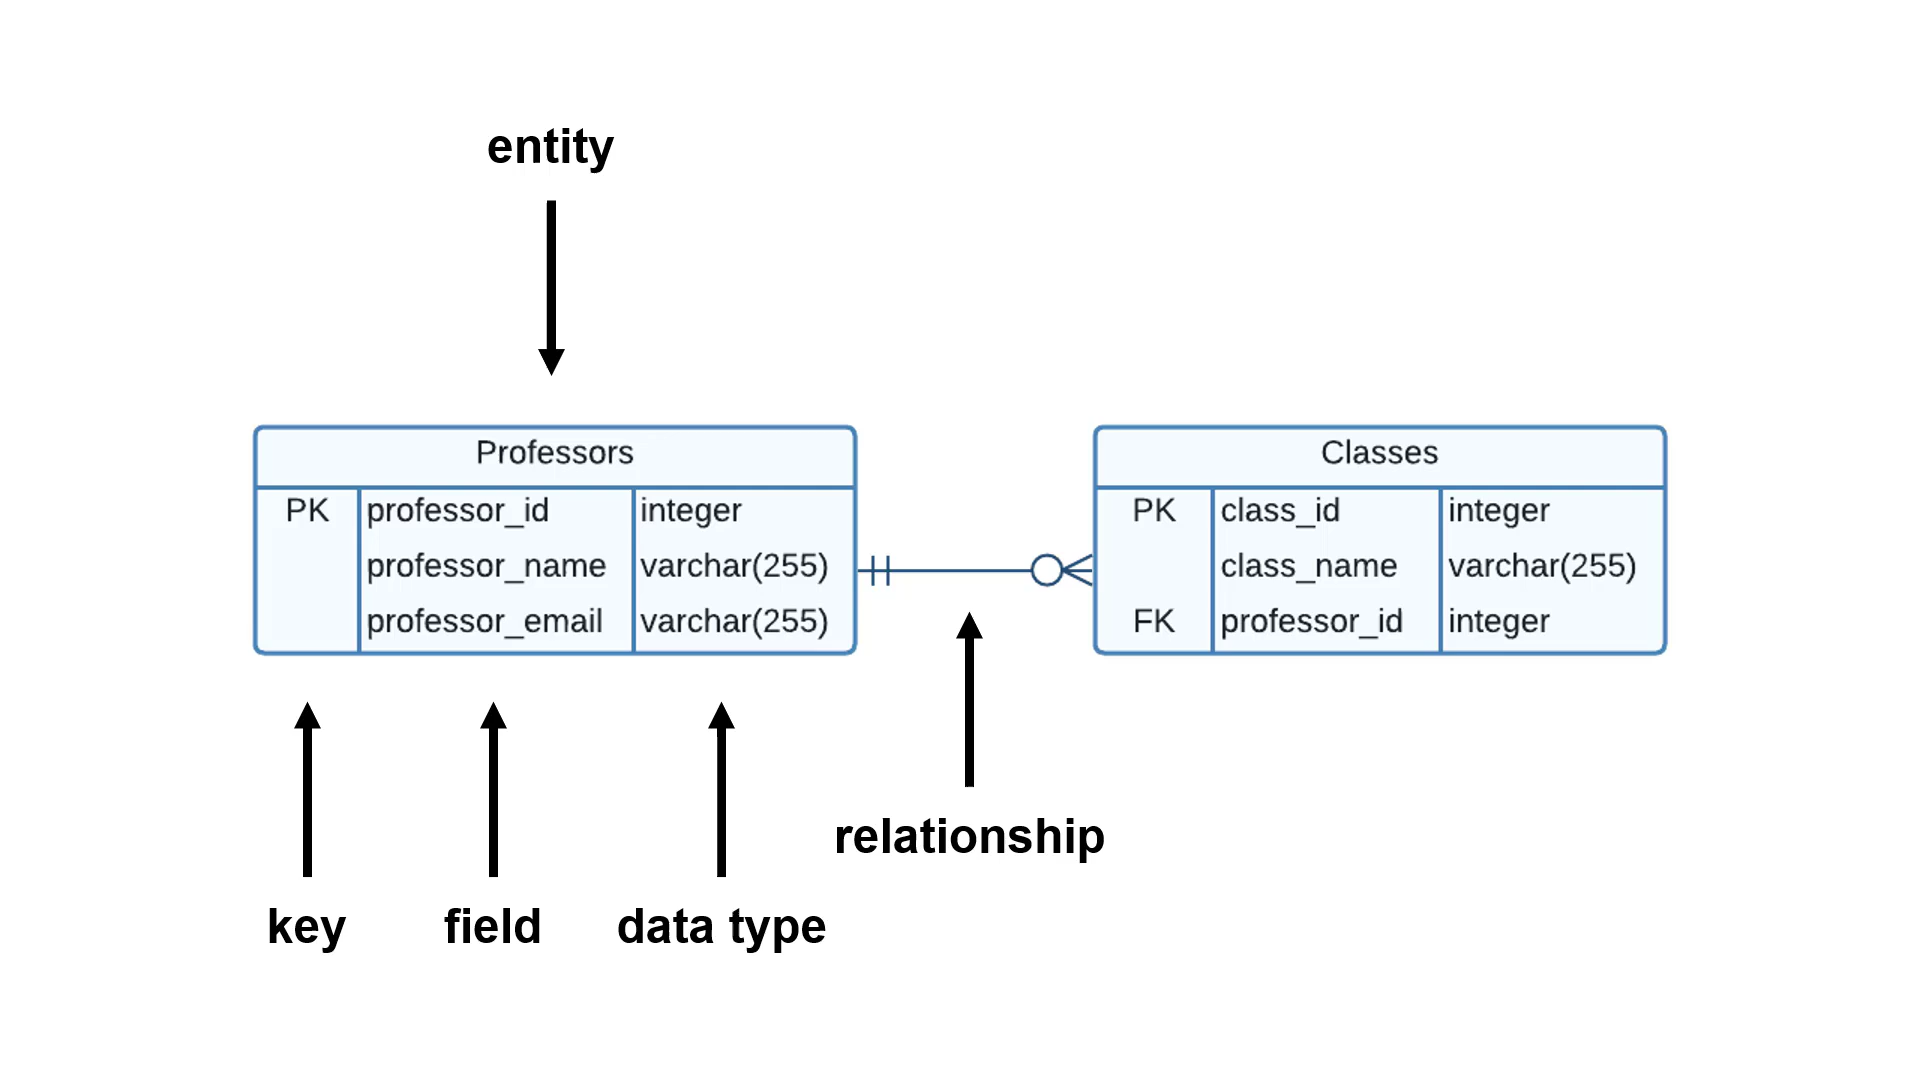 entity
Professors
PK professor_id integer
professor_name varchar(255)
professor_email varchar(255)
Classes
PK class_id integer
class_name varchar(255)
FK professor_id integer
relationship
key
field
data type